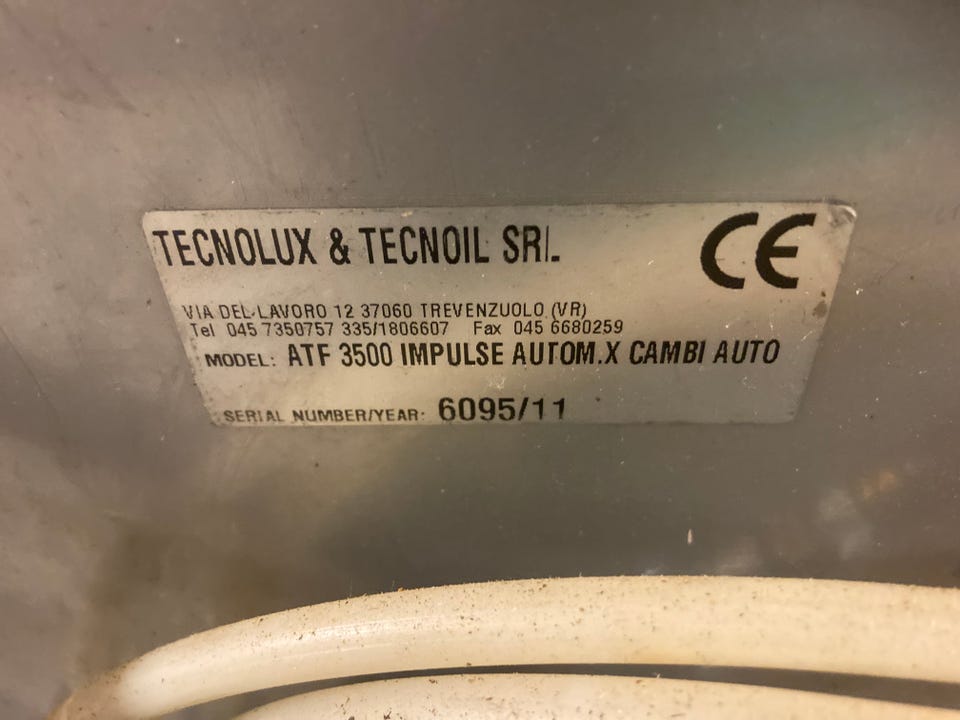 TECNOLUX & TECNOIL SRL.
CE
VIA DEL LAVORO 12 37060 TREVENZUOLO (VR)
Tel 045 7350757 335/1806607 Fax 045 6680259
MODEL: ATF 3500 IMPULSE AUTOM.X CAMBI AUTO
SERIAL NUMBER/YEAR: 6095/11